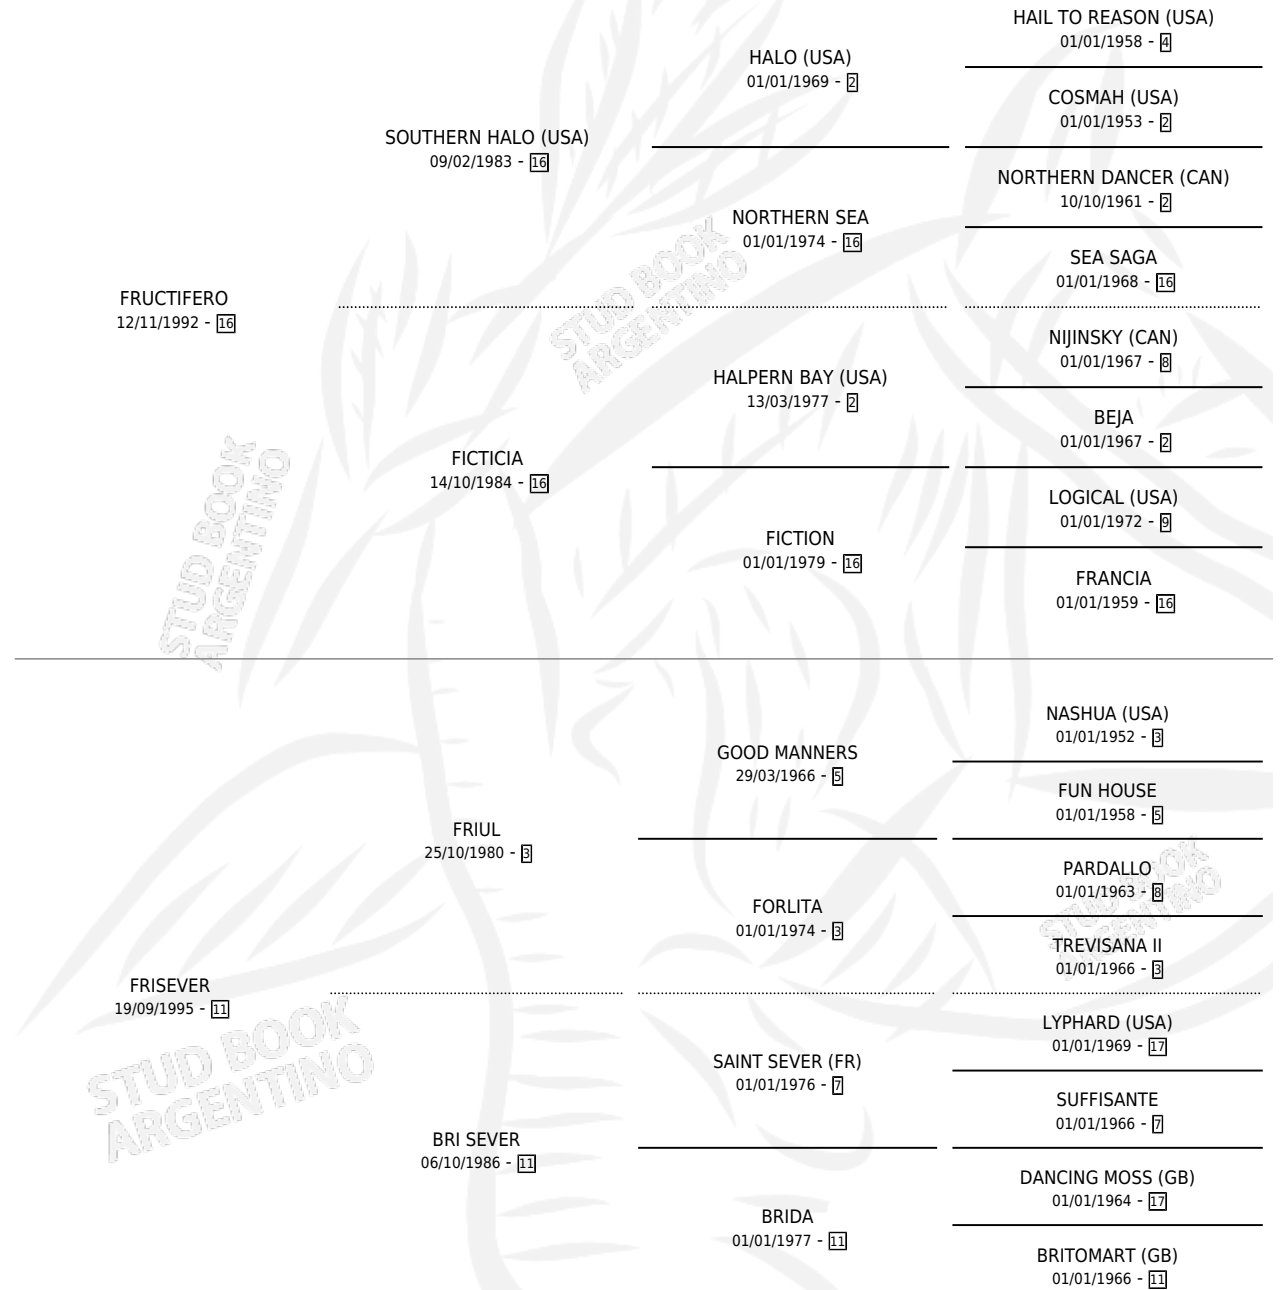 HAIL TO REASON (USA)
01/01/1958 - 4
HALO (USA)
01/01/1969 - 2
COSMAH (USA)
01/01/1953 - 2
SOUTHERN HALO (USA)
09/02/1983 - 16
NORTHERN DANCER (CAN)
10/10/1961 - 2
NORTHERN SEA
01/01/1974 - 16
SEA SAGA
01/01/1968 - 16
FRUCTIFERO
12/11/1992 - 16
NIJINSKY (CAN)
01/01/1967 - 8
HALPERN BAY (USA)
13/03/1977 - 2
BEJA
01/01/1967 - 2
FICTICIA
14/10/1984 - 16
LOGICAL (USA)
01/01/1972 - 9
FICTION
01/01/1979 - 16
FRANCIA
01/01/1959 - 16
NASHUA (USA)
01/01/1952 - 3
GOOD MANNERS
29/03/1966 - 5
FUN HOUSE
01/01/1958 - 5
FRIUL
25/10/1980 - 3
PARDALLO
01/01/1963 - 8
FORLITA
01/01/1974 - 3
TREVISANA II
01/01/1966 - 3
FRISEVER
19/09/1995 - 11
LYPHARD (USA)
01/01/1969 - 17
SAINT SEVER (FR)
01/01/1976 - 7
SUFFISANTE
01/01/1966 - 7
BRI SEVER
06/10/1986 - 11
DANCING MOSS (GB)
01/01/1964 - 17
BRIDA
01/01/1977 - 11
BRITOMART (GB)
01/01/1966 - 11
STUD BOOK
ARGENTINO
STUD BOOK
ARGENTINO
STUD BOOK
ARGENTINO
STUD BOOK
ARGENTINO